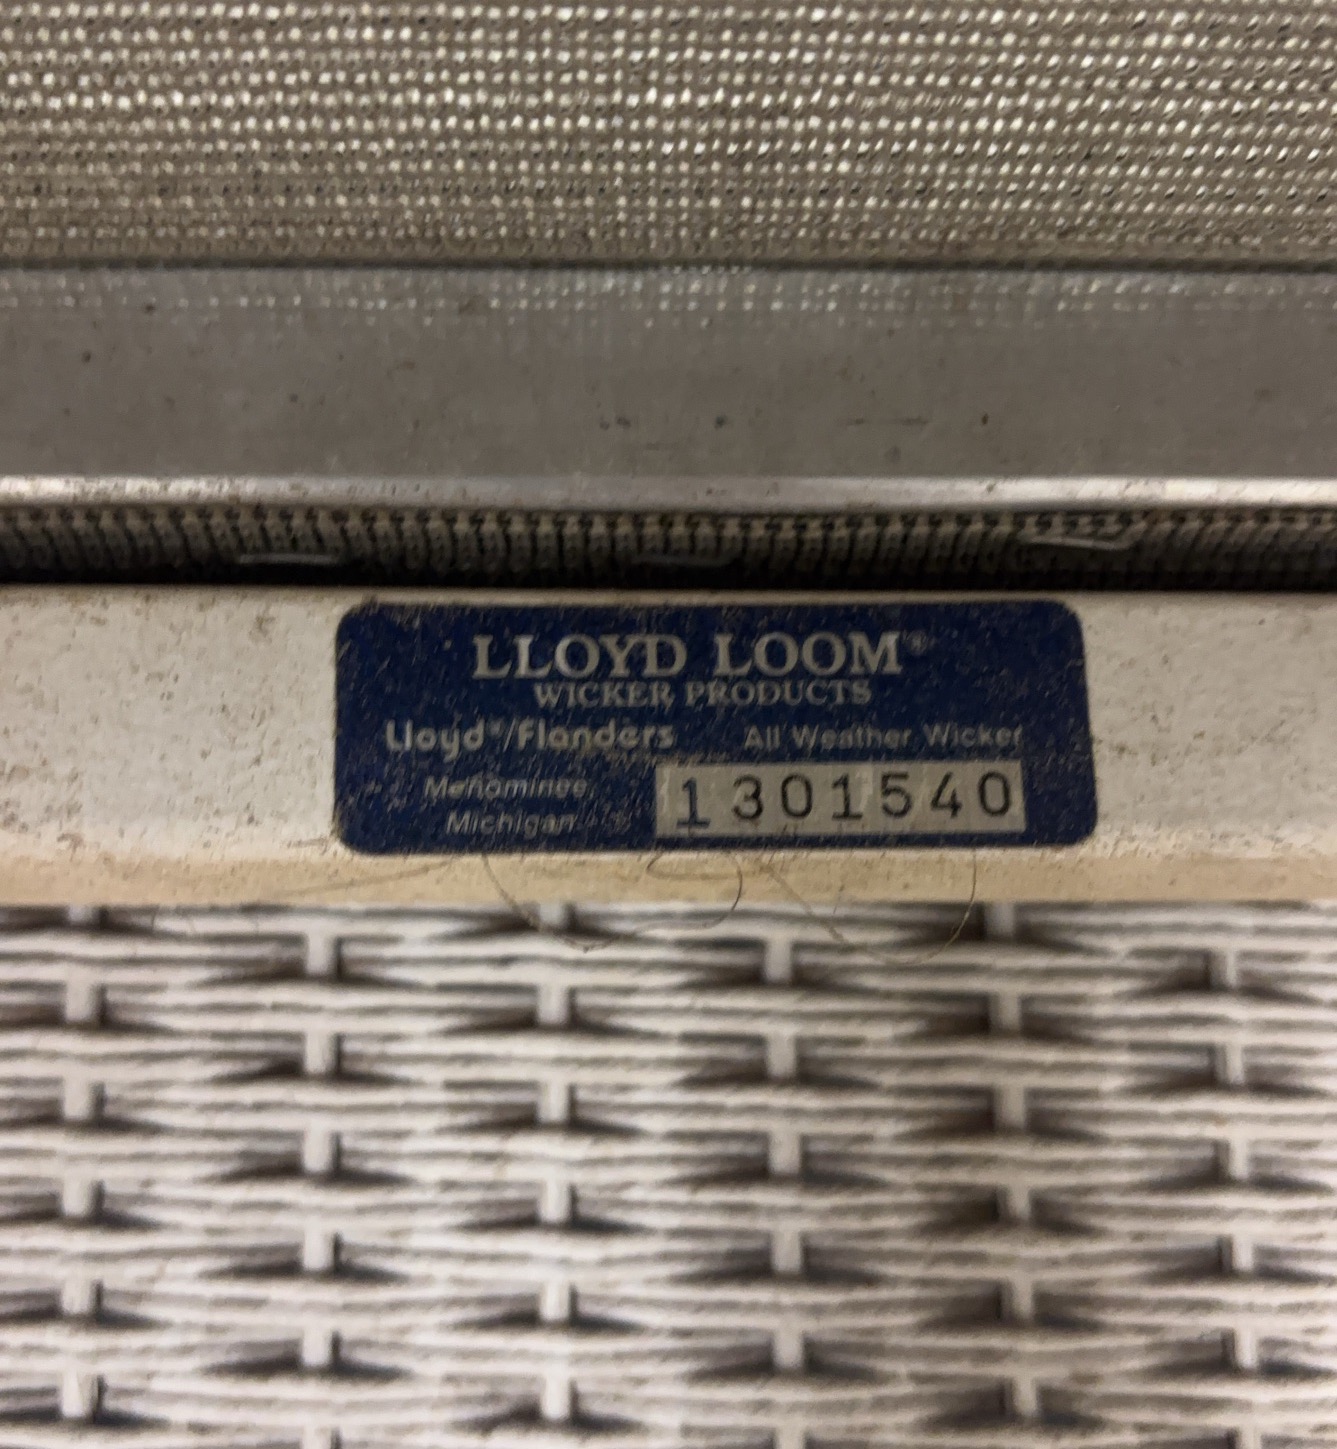 LLOYD LOOM®
WICKER PRODUCTS
Lloyd®/Flanders All Weather Wicker
Menominee,
Michigan
1301540